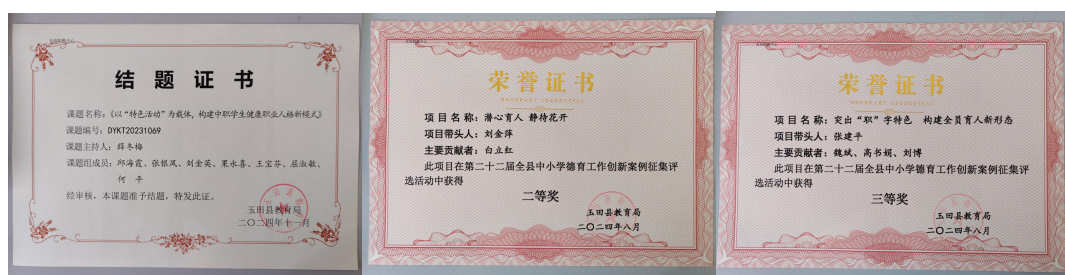 结题证书
课题名称：《以“特色活动”为载体，构建中职学生健康职业人格新模式》
课题编号：DYKT20231069
课题主持人：薛冬梅
课题组成员：邱海霞、张银凤、刘金英、果永喜、王宝芬、屈淑敏、
何 平
经审核，本课题准予结题，特发此证。
玉田县教育局
二〇二四年十一月
荣誉证书
HONORARY CREDENTIAL
项目名称：潜心育人 静待花开
项目带头人：刘金萍
主要贡献者：白立红
此项目在第二十二届全县中小学德育工作创新案例征集评
选活动中获得
二等奖
玉田县教育局
二〇二四年八月
荣誉证书
HONORARY CREDENTIAL
项目名称：突出“职”字特色，构建全员育人新形态
项目带头人：张建平
主要贡献者：魏斌、高书娟、刘博
此项目在第二十二届全县中小学德育工作创新案例征集评
选活动中获得
三等奖
玉田县教育局
二〇二四年八月